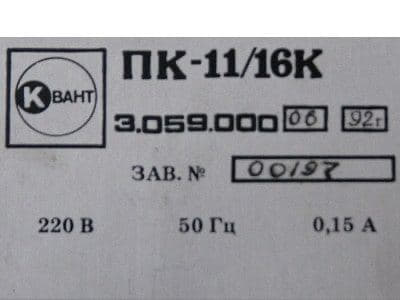 ПК-11/16К
КВАНТ
3.059.000 06 92г
ЗАВ. № 00197
220 В 50 Гц 0,15 А